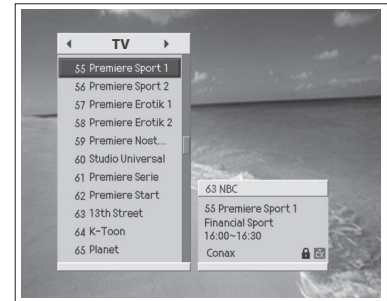 TV
55 Premiere Sport 1
56 Premiere Sport 2
57 Premiere Erotik 1
58 Premiere Erotik 2
59 Premiere Nost...
60 Studio Universal
61 Premiere Serie
62 Premiere Start
63 13th Street
64 K-Toon
65 Planet
63 NBC
55 Premiere Sport 1
Financial Sport
16:00~16:30
Conax